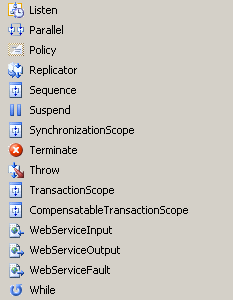 Listen
Parallel
Policy
Replicator
Sequence
Suspend
SynchronizationScope
Terminate
Throw
TransactionScope
CompensatableTransactionScope
WebServiceInput
WebServiceOutput
WebServiceFault
While